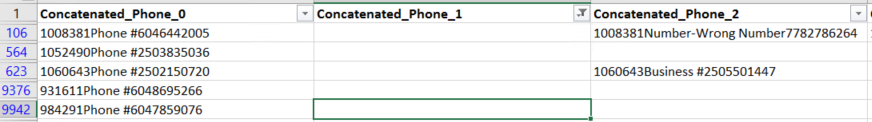 1 Concatenated_Phone_0 Concatenated_Phone_1 Concatenated_Phone_2
106 1008381Phone #6046442005 1008381Number-Wrong Number7782786264
564 1052490Phone #2503835036
623 1060643Phone #2502150720 1060643Business #2505501447
9376 931611Phone #6048695266
9942 984291Phone #6047859076